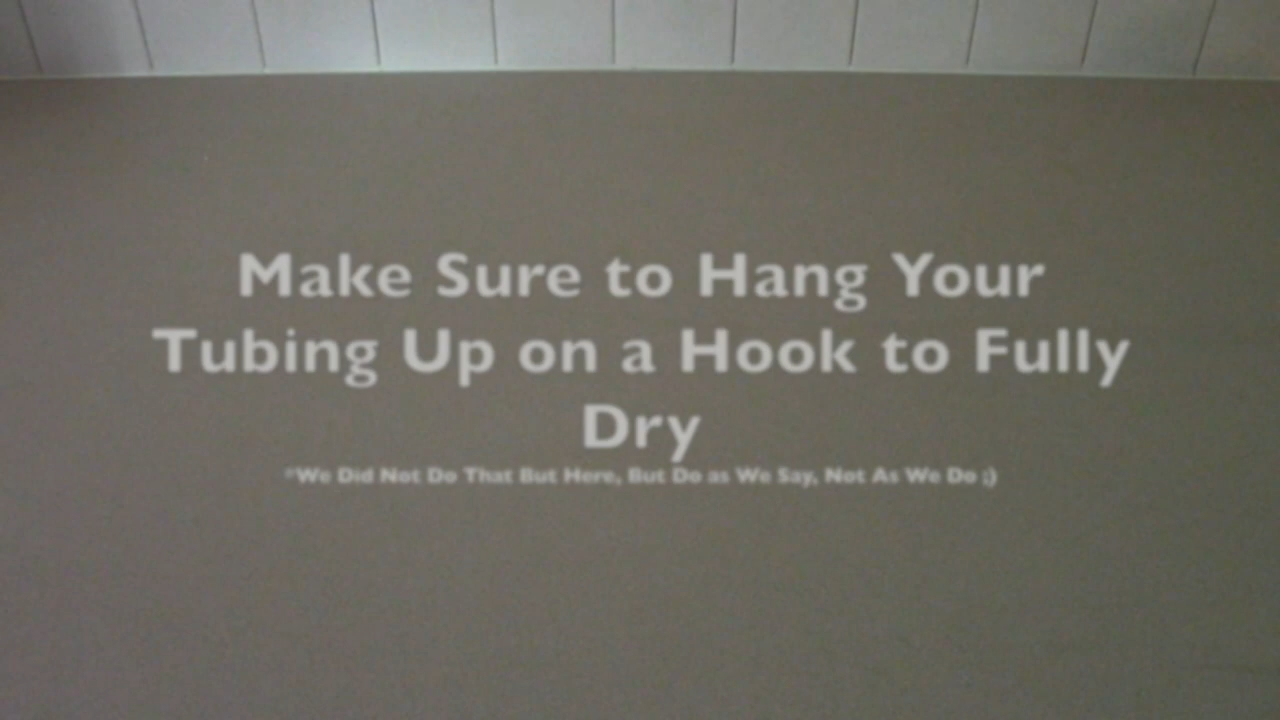 Make Sure to Hang Your
Tubing Up on a Hook to Fully
Dry
*We Did Not Do That But Here, But Do as We Say, Not As We Do ;)